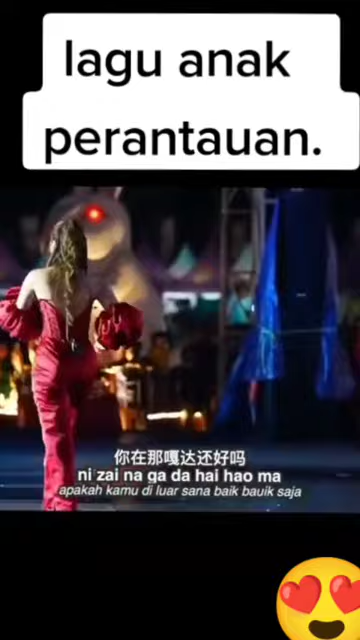 lagu anak
perantauan.
你在那嘎达还好吗
ni zai na ga da hai hao ma
apakah kamu di luar sana baik bauik saja